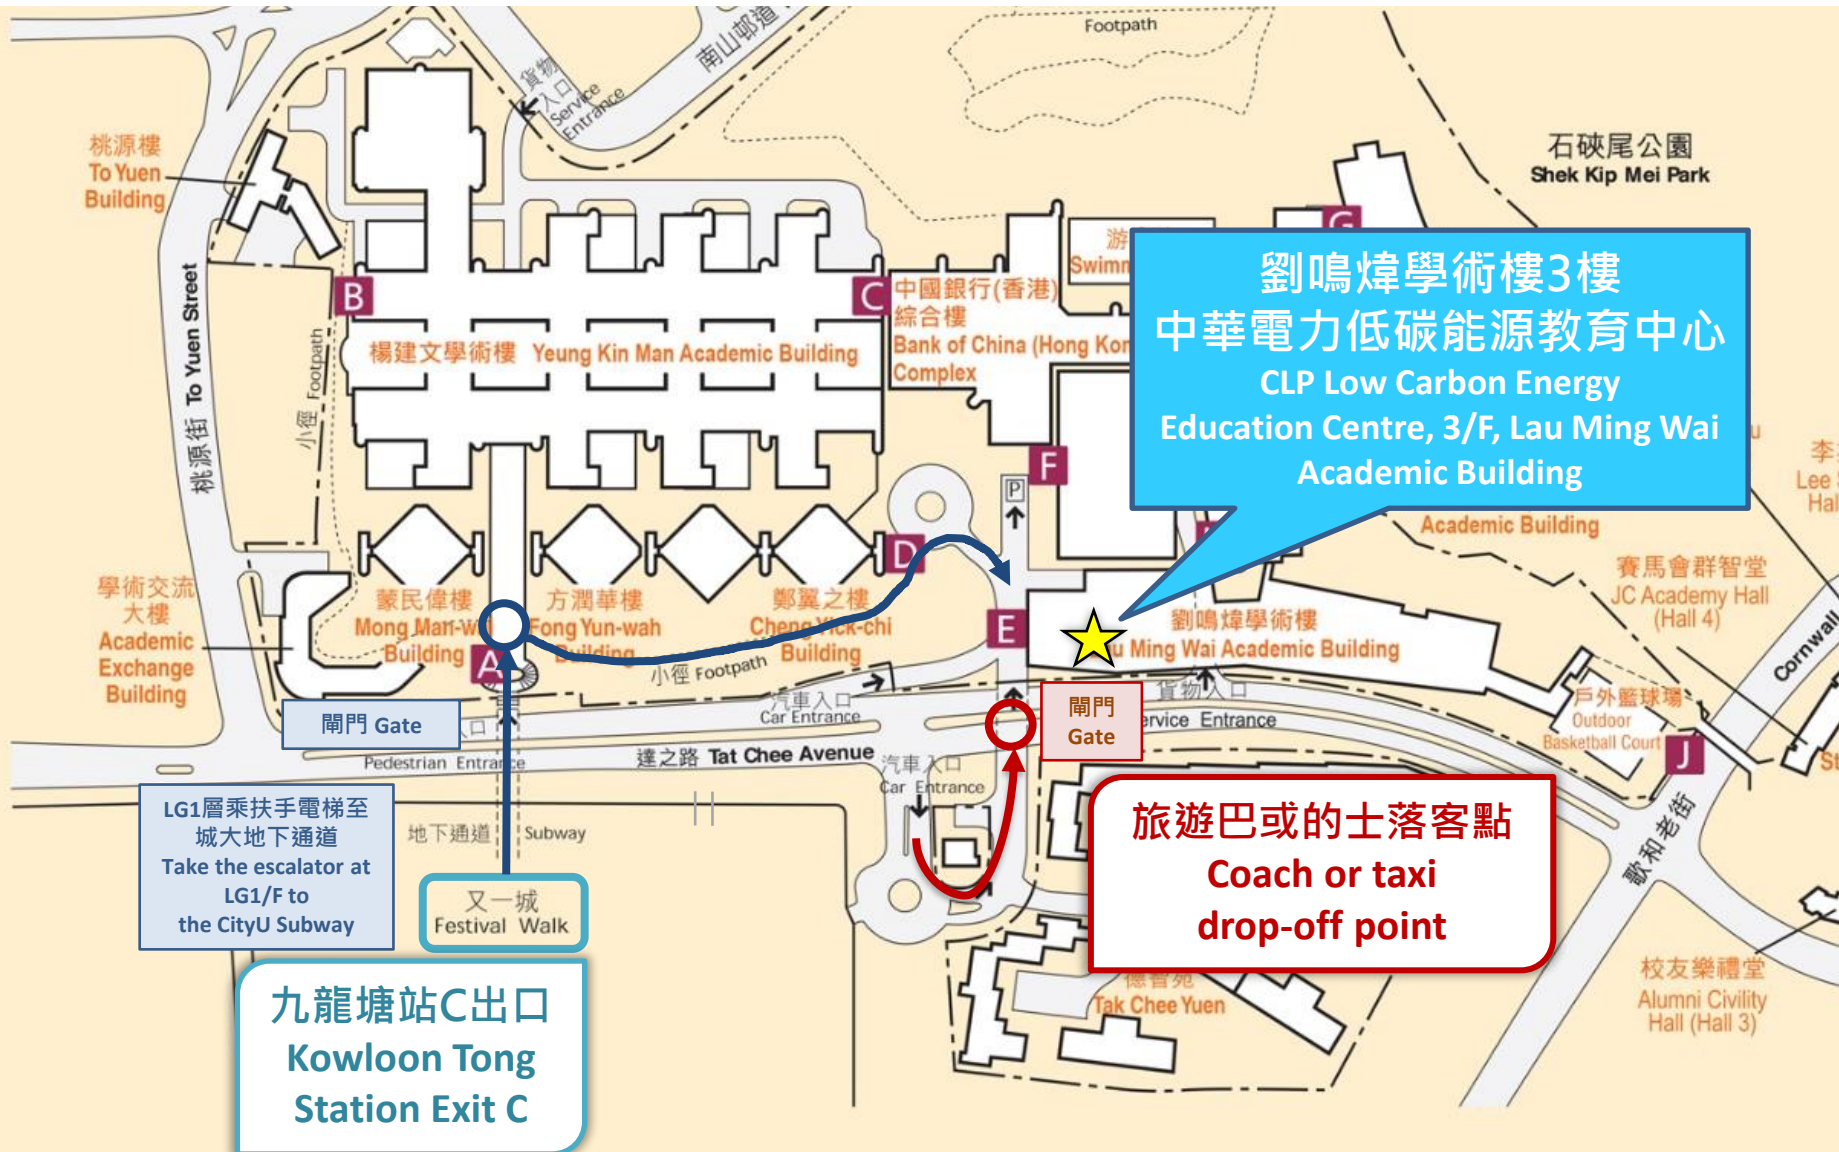 Footpath
南山邨道
貨物
入口
Service
Entrance
石硤尾公園
Shek Kip Mei Park
桃源樓
To Yuen
Building
G
游
Swimm
劉鳴煒學術樓3樓
中華電力低碳能源教育中心
CLP Low Carbon Energy
Education Centre, 3/F, Lau Ming Wai
Academic Building
B
C
中國銀行(香港)
綜合樓
Bank of China (Hong Kon
Complex
桃源街 To Yuen Street
小徑 Footpath
楊建文學術樓 Yeung Kin Man Academic Building
F
P
u
李
Lee
Hal
Academic Building
D
學術交流
大樓
Academic
Exchange
Building
蒙民偉樓
Mong Man-wai
Building
A
方潤華樓
Fong Yun-wah
Building
鄭翼之樓
Cheng Yick-chi
Building
小徑 Footpath
E
劉鳴煒學術樓
u Ming Wai Academic Building
賽馬會群智堂
JC Academy Hall
(Hall 4)
Cornwall
閘門 Gate
入口
Pedestrian Entrance
汽車入口
Car Entrance
達之路 Tat Chee Avenue
閘門
Gate
貨物入口
ervice Entrance
戶外籃球場
Outdoor
Basketball Court
J
St
汽車入口
Car Entrance
LG1層乘扶手電梯至
城大地下通道
Take the escalator at
LG1/F to
the CityU Subway
地下通道 Subway
又一城
Festival Walk
旅遊巴或的士落客點
Coach or taxi
drop-off point
歌和老街
九龍塘站C出口
Kowloon Tong
Station Exit C
德智苑
Tak Chee Yuen
校友樂禮堂
Alumni Civility
Hall (Hall 3)